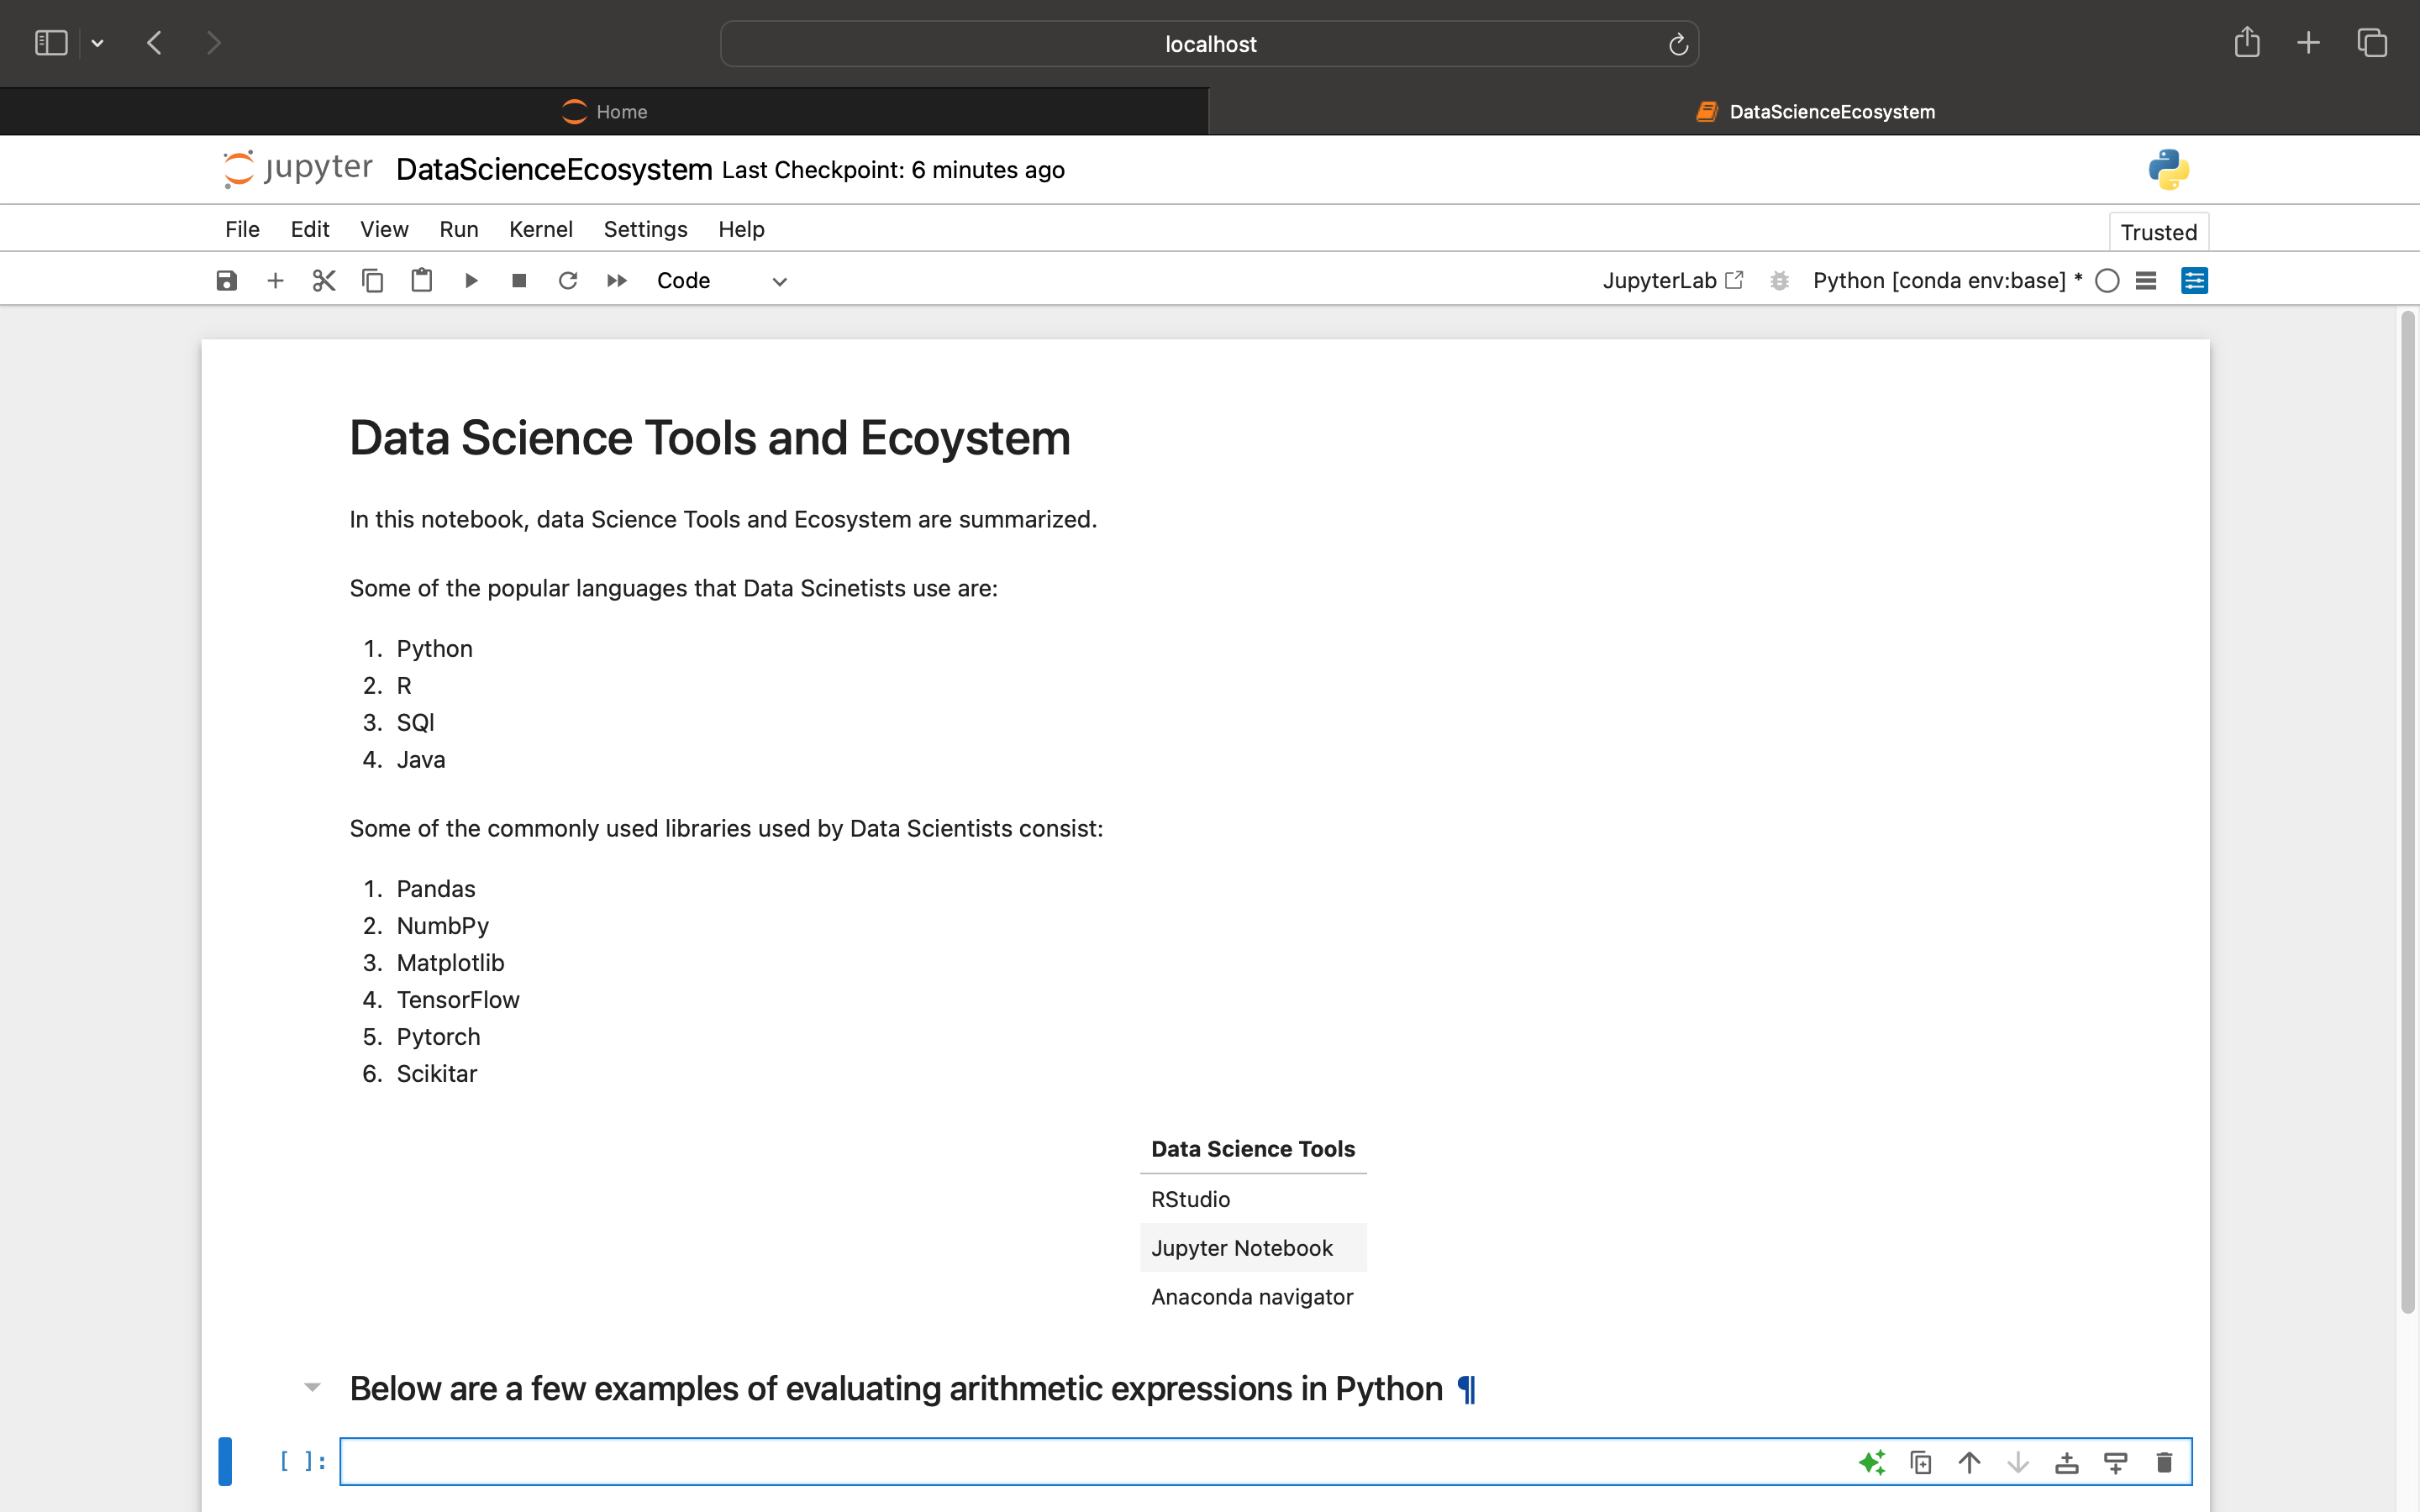 localhost
Home
DataScienceEcosystem
jupyter DataScienceEcosystem Last Checkpoint: 6 minutes ago
File Edit View Run Kernel Settings Help
Trusted
Code
JupyterLab
Python [conda env:base] *
Data Science Tools and Ecoystem
In this notebook, data Science Tools and Ecosystem are summarized.
Some of the popular languages that Data Scinetists use are:
1. Python
2. R
3. SQl
4. Java
Some of the commonly used libraries used by Data Scientists consist:
1. Pandas
2. NumbPy
3. Matplotlib
4. TensorFlow
5. Pytorch
6. Scikitar
Data Science Tools
RStudio
Jupyter Notebook
Anaconda navigator
Below are a few examples of evaluating arithmetic expressions in Python ¶
[ ]: